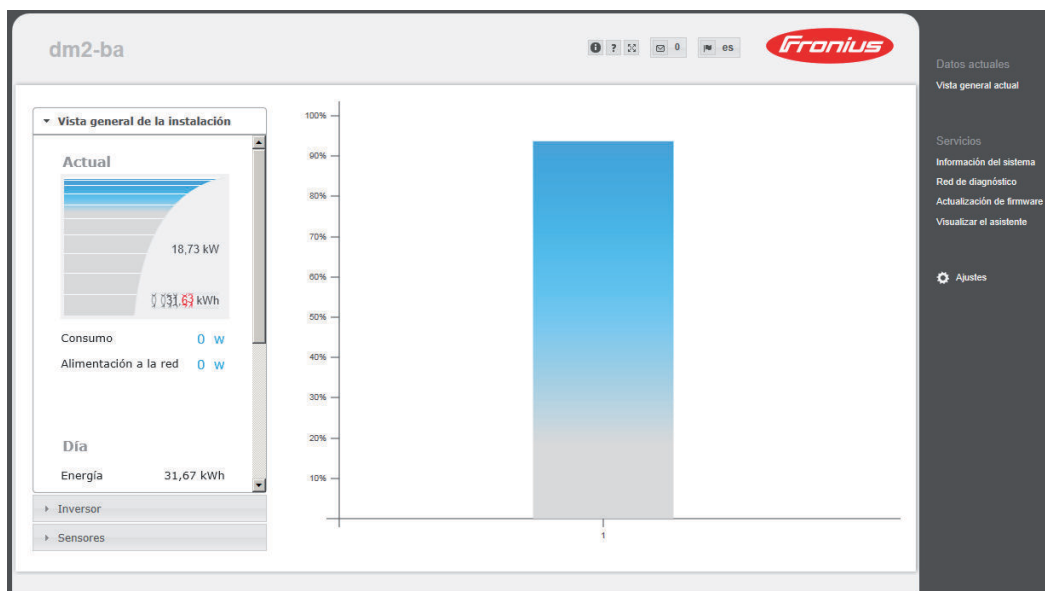 dm2-ba
i ? 0 es
Fronius
Datos actuales
Vista general actual
Servicios
Información del sistema
Red de diagnóstico
Actualización de firmware
Visualizar el asistente
Ajustes
Vista general de la instalación
Actual
18,73 kW
31,63 kWh
Consumo 0 W
Alimentación a la red 0 W
Día
Energía 31,67 kWh
Inversor
Sensores
100%
90%
80%
70%
60%
50%
40%
30%
20%
10%
1